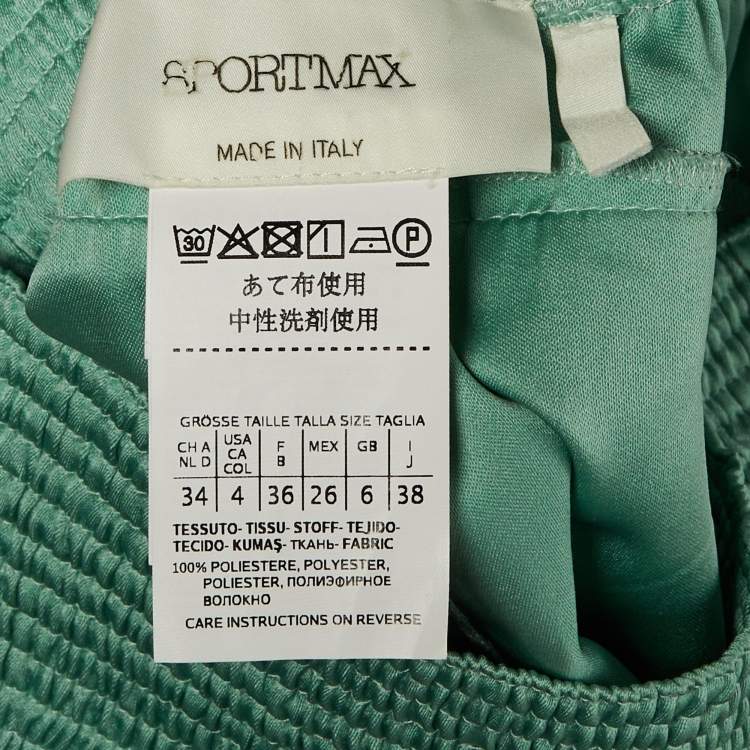 SPORTMAX
MADE IN ITALY
30 P
あて布使用
中性洗剤使用
GRÖSSE TAILLE TALLA SIZE TAGLIA
CH A NL D USA CA COL F B MEX GB I J
34 4 36 26 6 38
TESSUTO- TISSU- STOFF- TEJIDO-
TECIDO- KUMAŞ- ТКАНЬ- FABRIC
100% POLIESTERE, POLYESTER,
POLIESTER, ПОЛИЭФИРНОЕ
ВОЛОКНО
CARE INSTRUCTIONS ON REVERSE